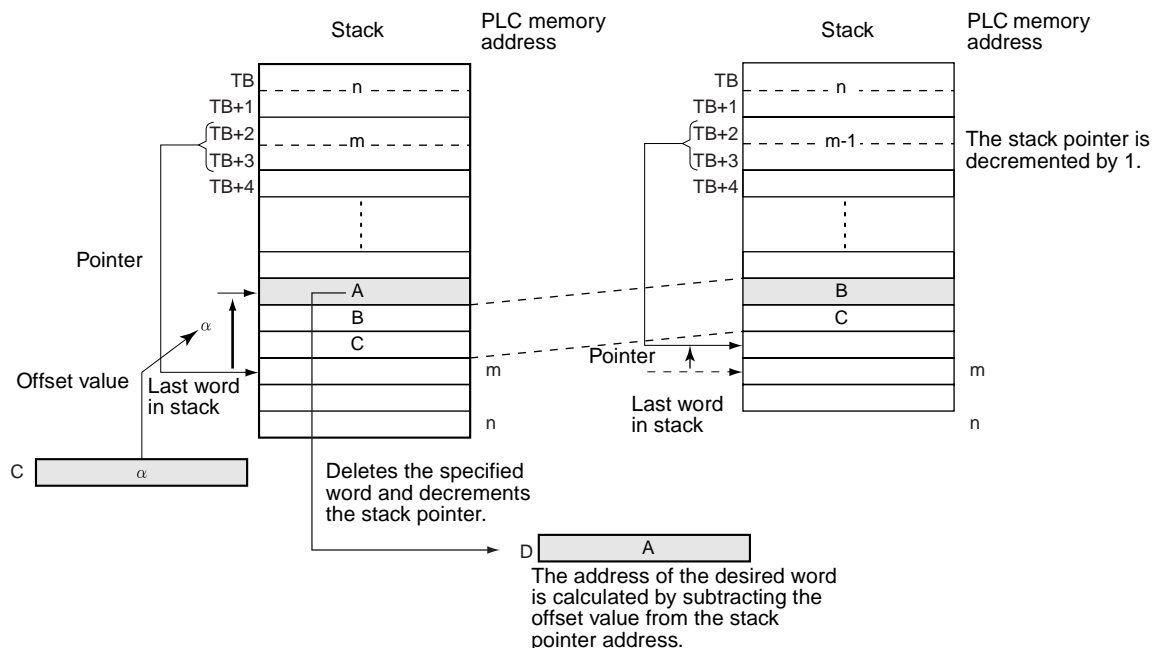 Stack
PLC memory
address
TB
n
TB+1
TB+2
m
TB+3
TB+4
Pointer
A
B
C
α
Offset value
Last word
in stack
m
n
C
α
Deletes the specified
word and decrements
the stack pointer.
D
A
The address of the desired word
is calculated by subtracting the
offset value from the stack
pointer address.
Stack
PLC memory
address
TB
n
TB+1
TB+2
m-1
TB+3
TB+4
The stack pointer is
decremented by 1.
B
C
Pointer
m
Last word
in stack
n